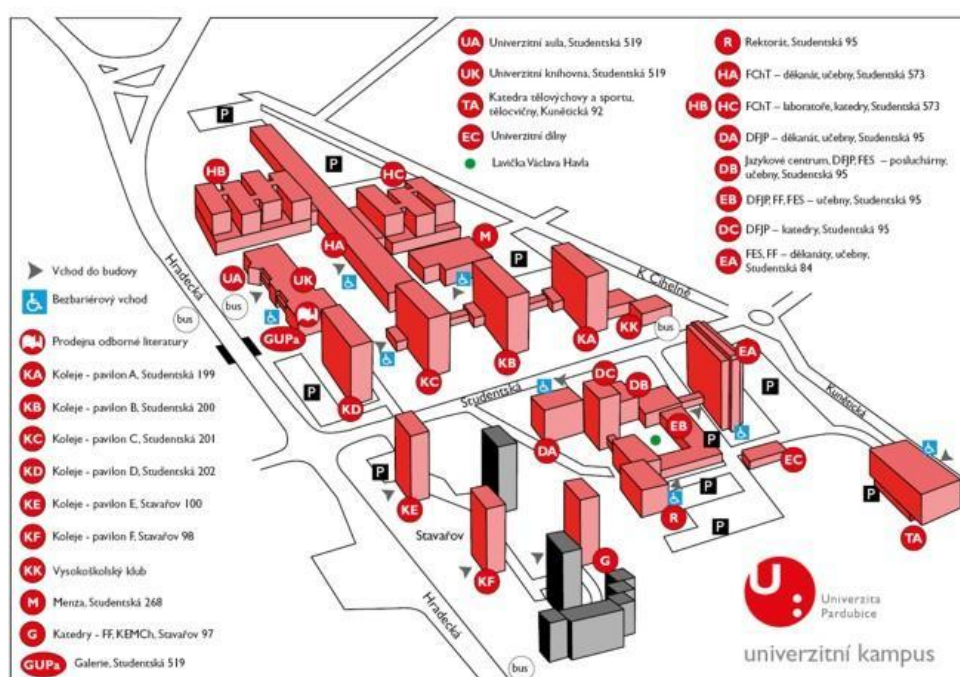 UA Univerzitní aula, Studentská 519
UK Univerzitní knihovna, Studentská 519
TA Katedra tělovýchovy a sportu,
tělocvičny, Kunětická 92
EC Univerzitní dílny
Lavička Václava Havla
R Rektorát, Studentská 95
HA FChT – děkanát, učebny, Studentská 573
HB HC FChT – laboratoře, katedry, Studentská 573
DA DFJP – děkanát, učebny, Studentská 95
DB Jazykové centrum, DFJP, FES – posluchárny,
učebny, Studentská 95
EB DFJP, FF, FES – učebny, Studentská 95
DC DFJP – katedry, Studentská 95
EA FES, FF – děkanáty, učebny,
Studentská 84
Vchod do budovy
Bezbariérový vchod
Prodejna odborné literatury
KA Koleje - pavilon A, Studentská 199
KB Koleje - pavilon B, Studentská 200
KC Koleje - pavilon C, Studentská 201
KD Koleje - pavilon D, Studentská 202
KE Koleje - pavilon E, Stavařov 100
KF Koleje - pavilon F, Stavařov 98
KK Vysokoškolský klub
M Menza, Studentská 268
G Katedry - FF, KEMCh, Stavařov 97
GUPa Galerie, Studentská 519
P
P
HB
HC
M
P
HA
Hradecká
UA
UK
bus
GUPa
K Cihelně
KK
bus
KA
KB
KC
KD
P
EA
P
Kunětická
Studentská
DC
DB
EB
P
DA
EC
P
KE
P
R
P
P
TA
Stavařov
KF
G
Hradecká
bus
U:
Univerzita
Pardubice
univerzitní kampus